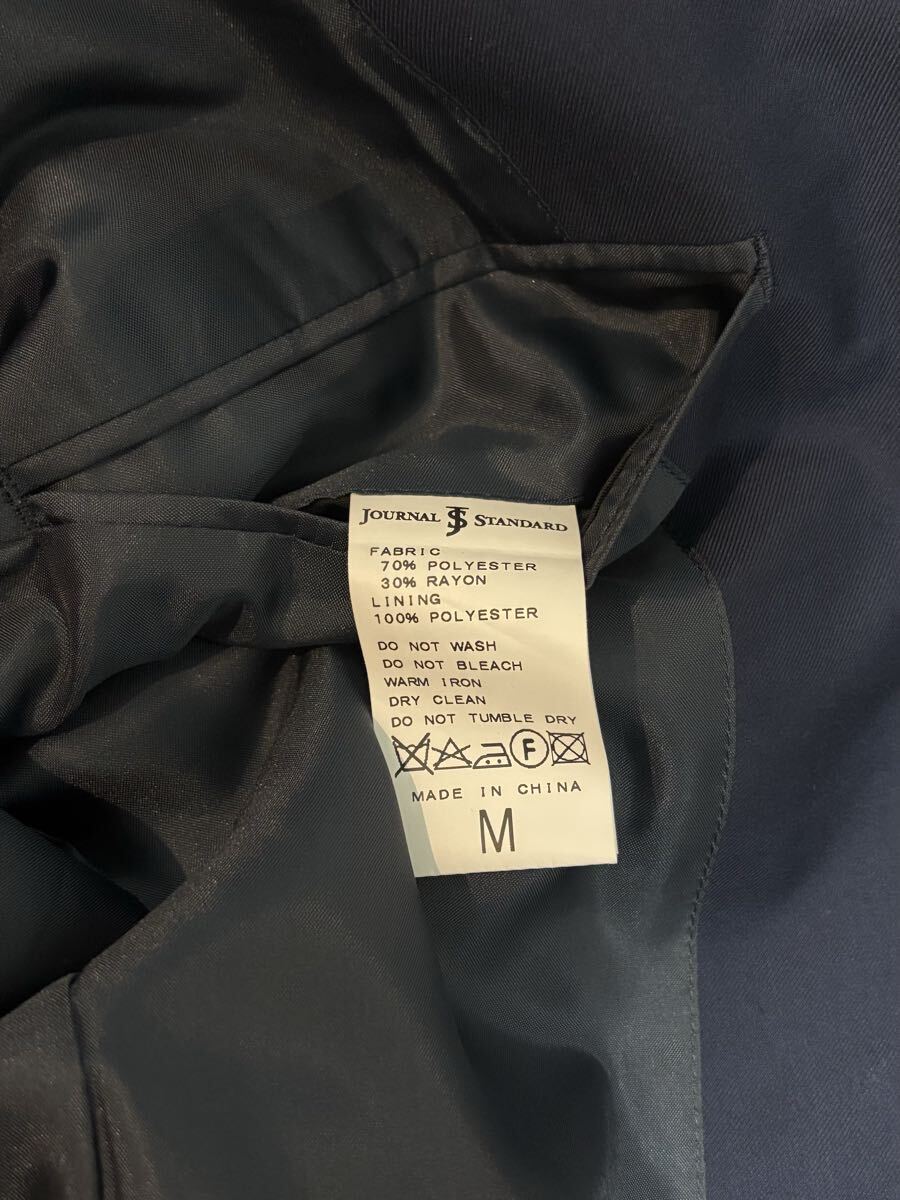 JOURNAL JS STANDARD
FABRIC
70% POLYESTER
30% RAYON
LINING
100% POLYESTER
DO NOT WASH
DO NOT BLEACH
WARM IRON
DRY CLEAN
DO NOT TUMBLE DRY
F
MADE IN CHINA
M